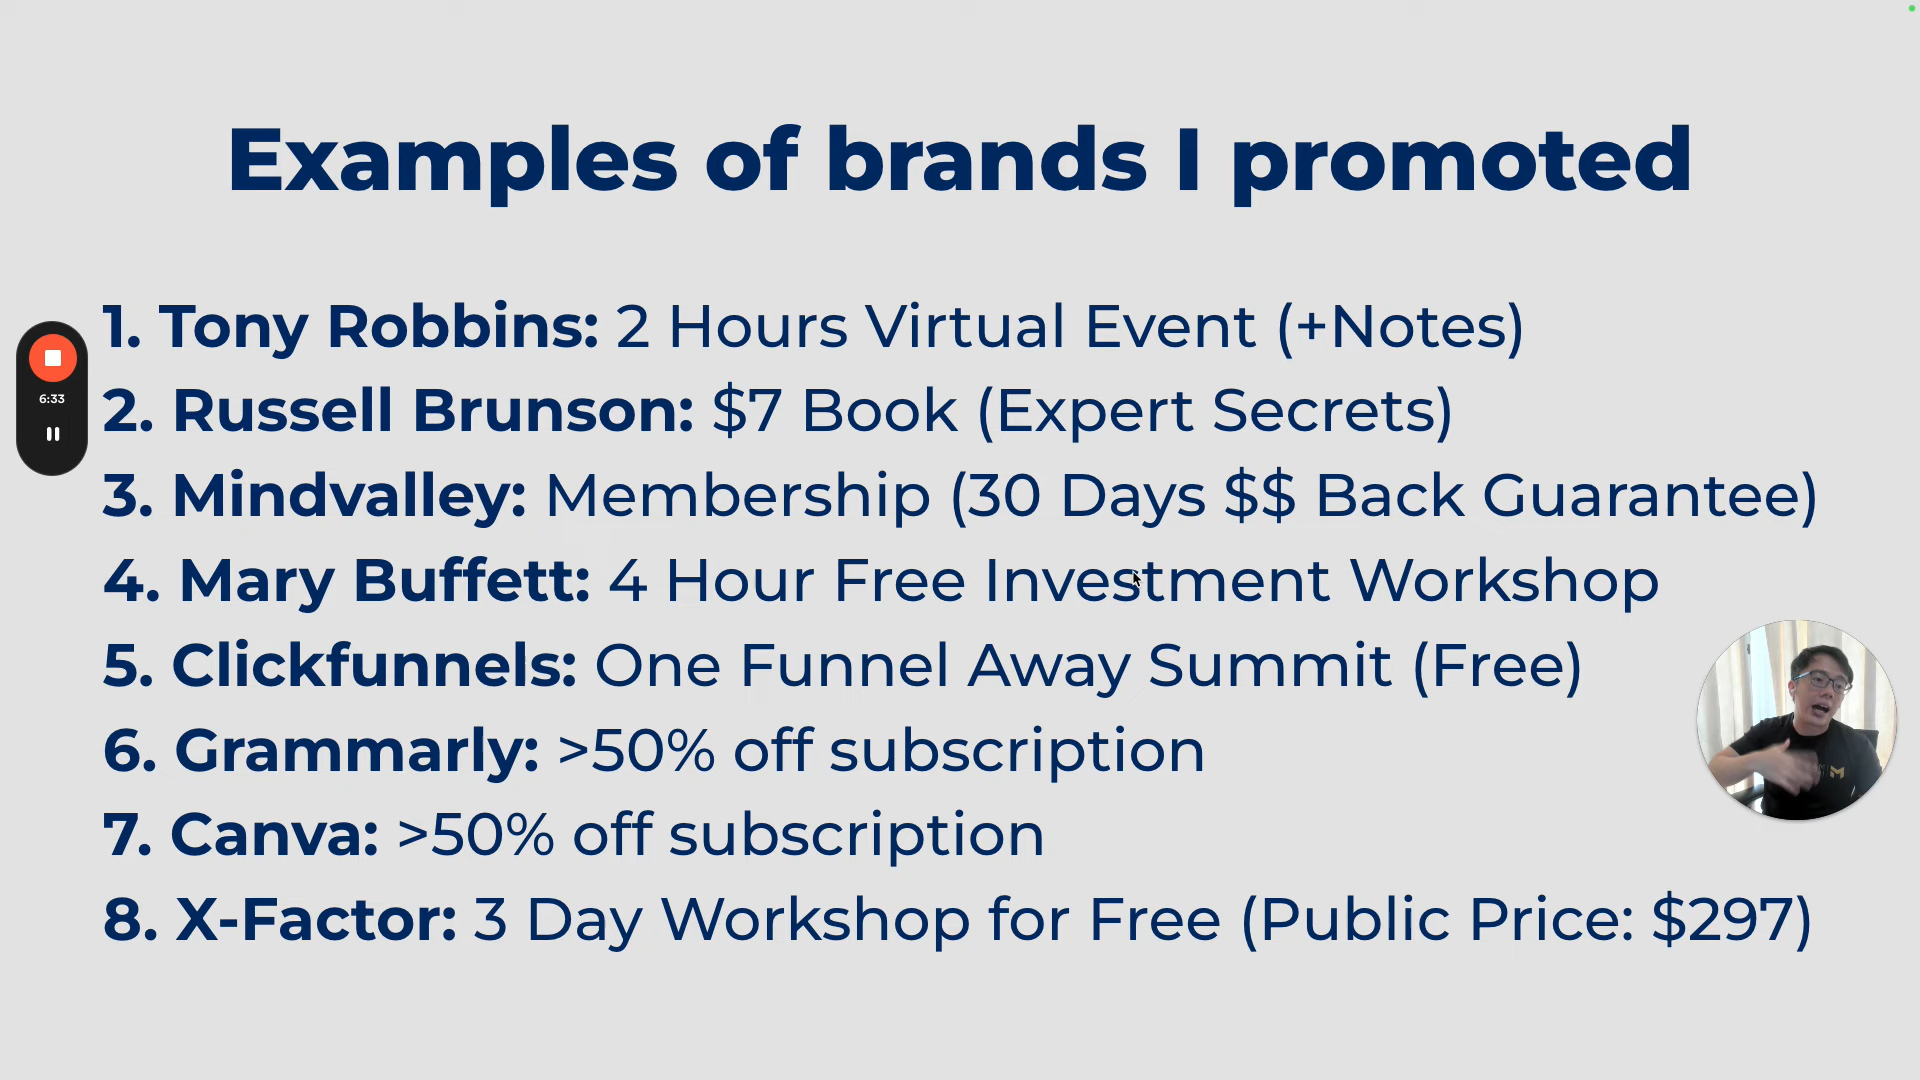 Examples of brands I promoted
1. Tony Robbins: 2 Hours Virtual Event (+Notes)
2. Russell Brunson: $7 Book (Expert Secrets)
3. Mindvalley: Membership (30 Days $$ Back Guarantee)
4. Mary Buffett: 4 Hour Free Investment Workshop
5. Clickfunnels: One Funnel Away Summit (Free)
6. Grammarly: >50% off subscription
7. Canva: >50% off subscription
8. X-Factor: 3 Day Workshop for Free (Public Price: $297)
6:33
M